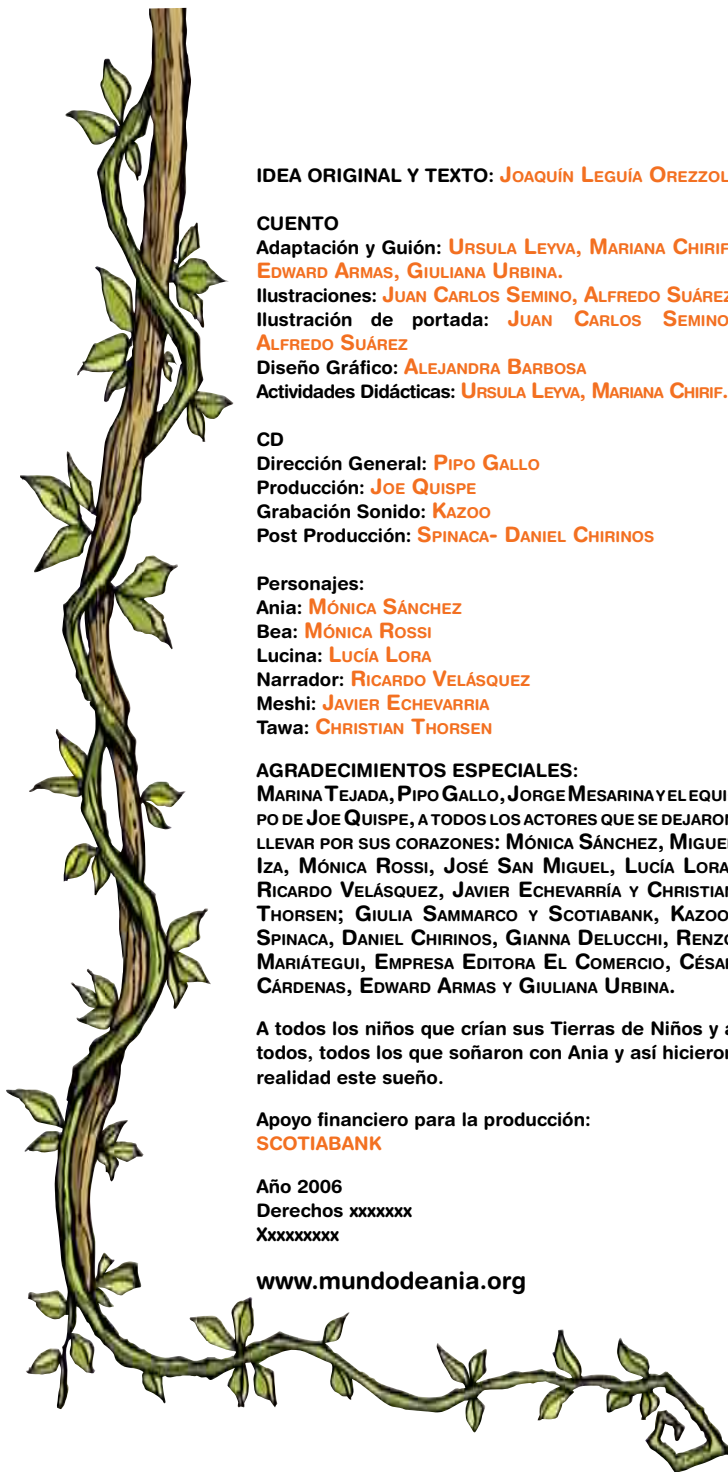 IDEA ORIGINAL Y TEXTO: JOAQUÍN LEGUÍA OREZZOL
CUENTO
Adaptación y Guión: URSULA LEYVA, MARIANA CHIRIF
EDWARD ARMAS, GIULIANA URBINA.
Ilustraciones: JUAN CARLOS SEMINO, ALFREDO SUÁREZ
Ilustración de portada: JUAN CARLOS SEMINO
ALFREDO SUÁREZ
Diseño Gráfico: ALEJANDRA BARBOSA
Actividades Didácticas: URSULA LEYVA, MARIANA CHIRIF.
CD
Dirección General: PIPO GALLO
Producción: JOE QUISPE
Grabación Sonido: KAZOO
Post Producción: SPINACA- DANIEL CHIRINOS
Personajes:
Ania: MÓNICA SÁNCHEZ
Bea: MÓNICA ROSSI
Lucina: LUCÍA LORA
Narrador: RICARDO VELÁSQUEZ
Meshi: JAVIER ECHEVARRIA
Tawa: CHRISTIAN THORSEN
AGRADECIMIENTOS ESPECIALES:
MARINA TEJADA, PIPO GALLO, JORGE MESARINA Y EL EQUI
PO DE JOE QUISPE, A TODOS LOS ACTORES QUE SE DEJARON
LLEVAR POR SUS CORAZONES: MÓNICA SÁNCHEZ, MIGUEL
IZA, MÓNICA ROSSI, JOSÉ SAN MIGUEL, LUCÍA LORA
RICARDO VELÁSQUEZ, JAVIER ECHEVARRÍA Y CHRISTIAN
THORSEN; GIULIA SAMMARCO Y SCOTIABANK, KAZOO
SPINACA, DANIEL CHIRINOS, GIANNA DELUCCHI, RENZO
MARIÁTEGUI, EMPRESA EDITORA EL COMERCIO, CÉSAR
CÁRDENAS, EDWARD ARMAS Y GIULIANA URBINA.
A todos los niños que crían sus Tierras de Niños y a
todos, todos los que soñaron con Ania y así hicieron
realidad este sueño.
Apoyo financiero para la producción:
SCOTIABANK
Año 2006
Derechos xxxxxxx
Xxxxxxxxx
www.mundodeania.org